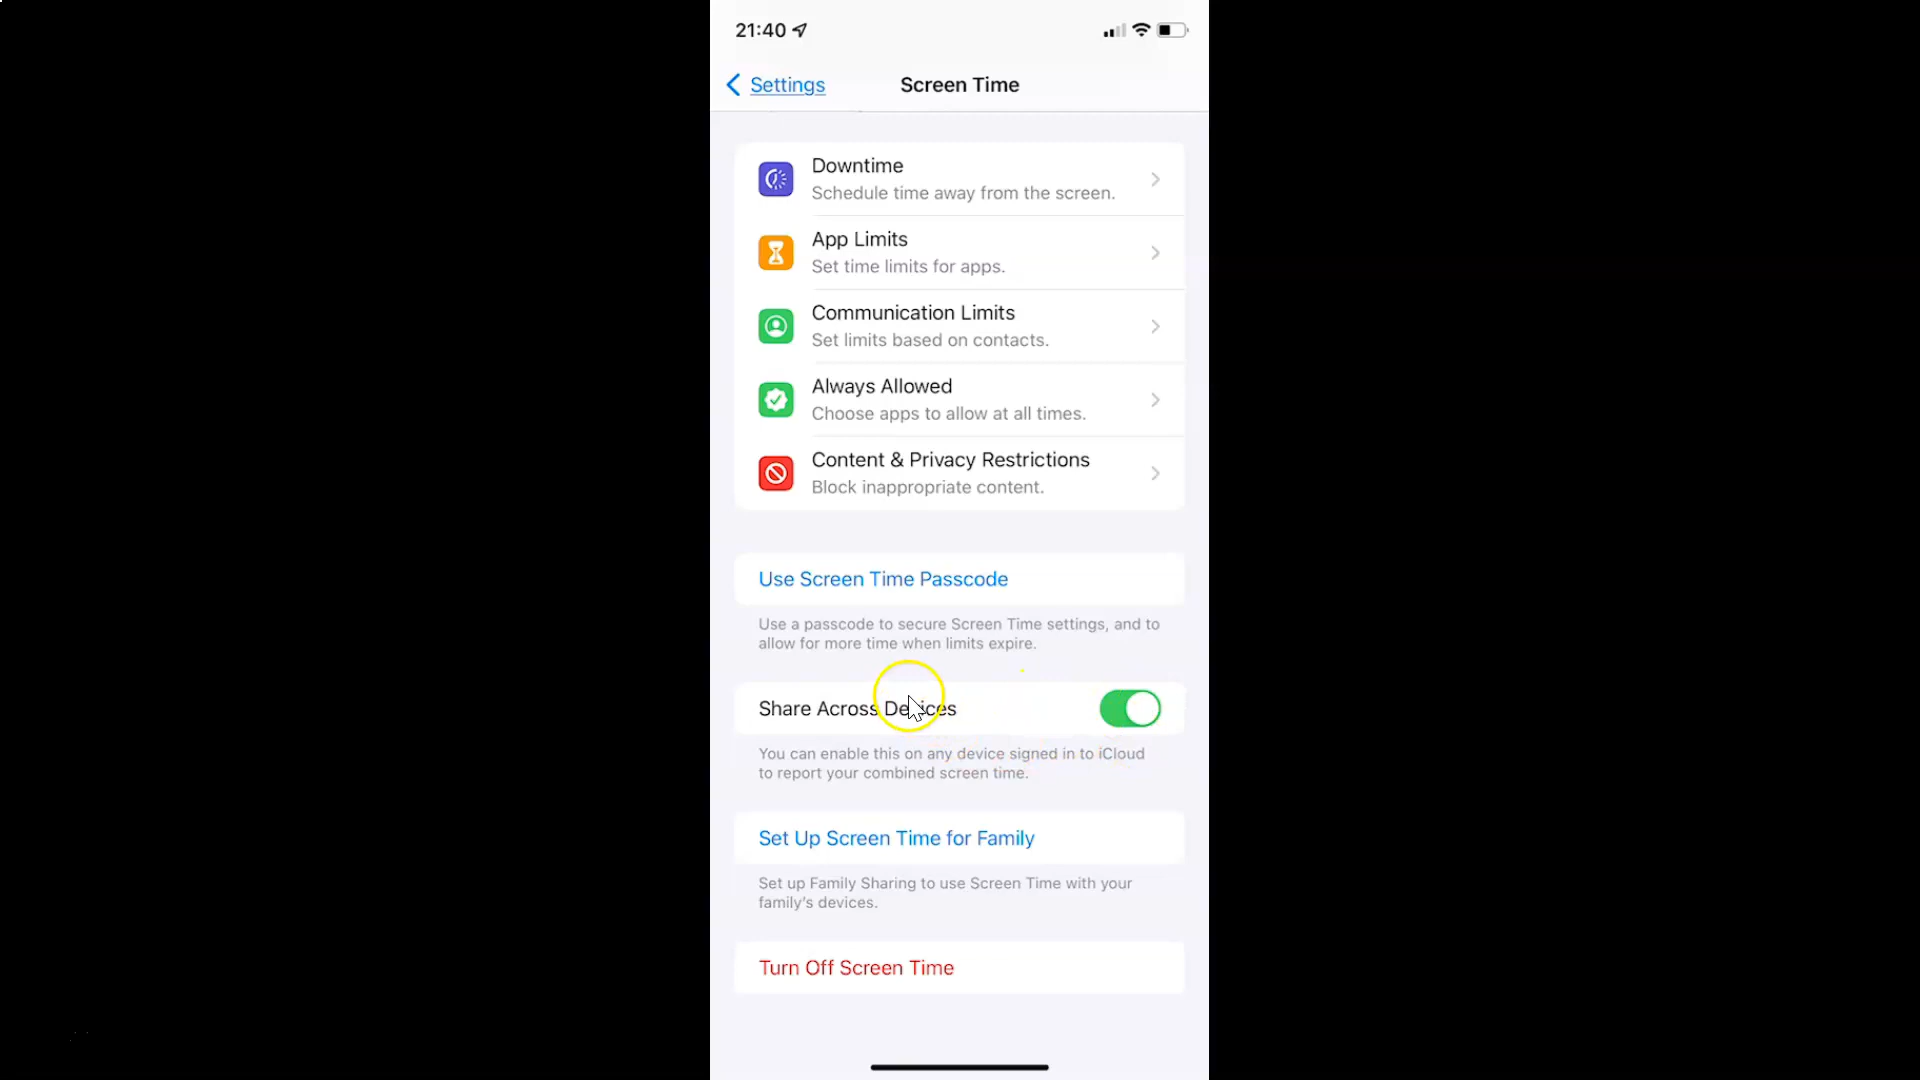 21:40
Settings
Screen Time
Downtime
Schedule time away from the screen.
App Limits
Set time limits for apps.
Communication Limits
Set limits based on contacts.
Always Allowed
Choose apps to allow at all times.
Content & Privacy Restrictions
Block inappropriate content.
Use Screen Time Passcode
Use a passcode to secure Screen Time settings, and to
allow for more time when limits expire.
Share Across Devices
You can enable this on any device signed in to iCloud
to report your combined screen time.
Set Up Screen Time for Family
Set up Family Sharing to use Screen Time with your
family's devices.
Turn Off Screen Time